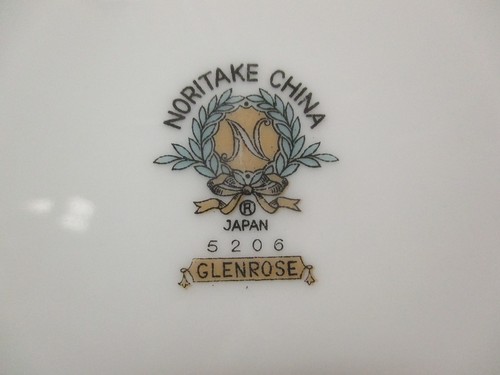 NORITAKE CHINA
N
®
JAPAN
5206
GLENROSE